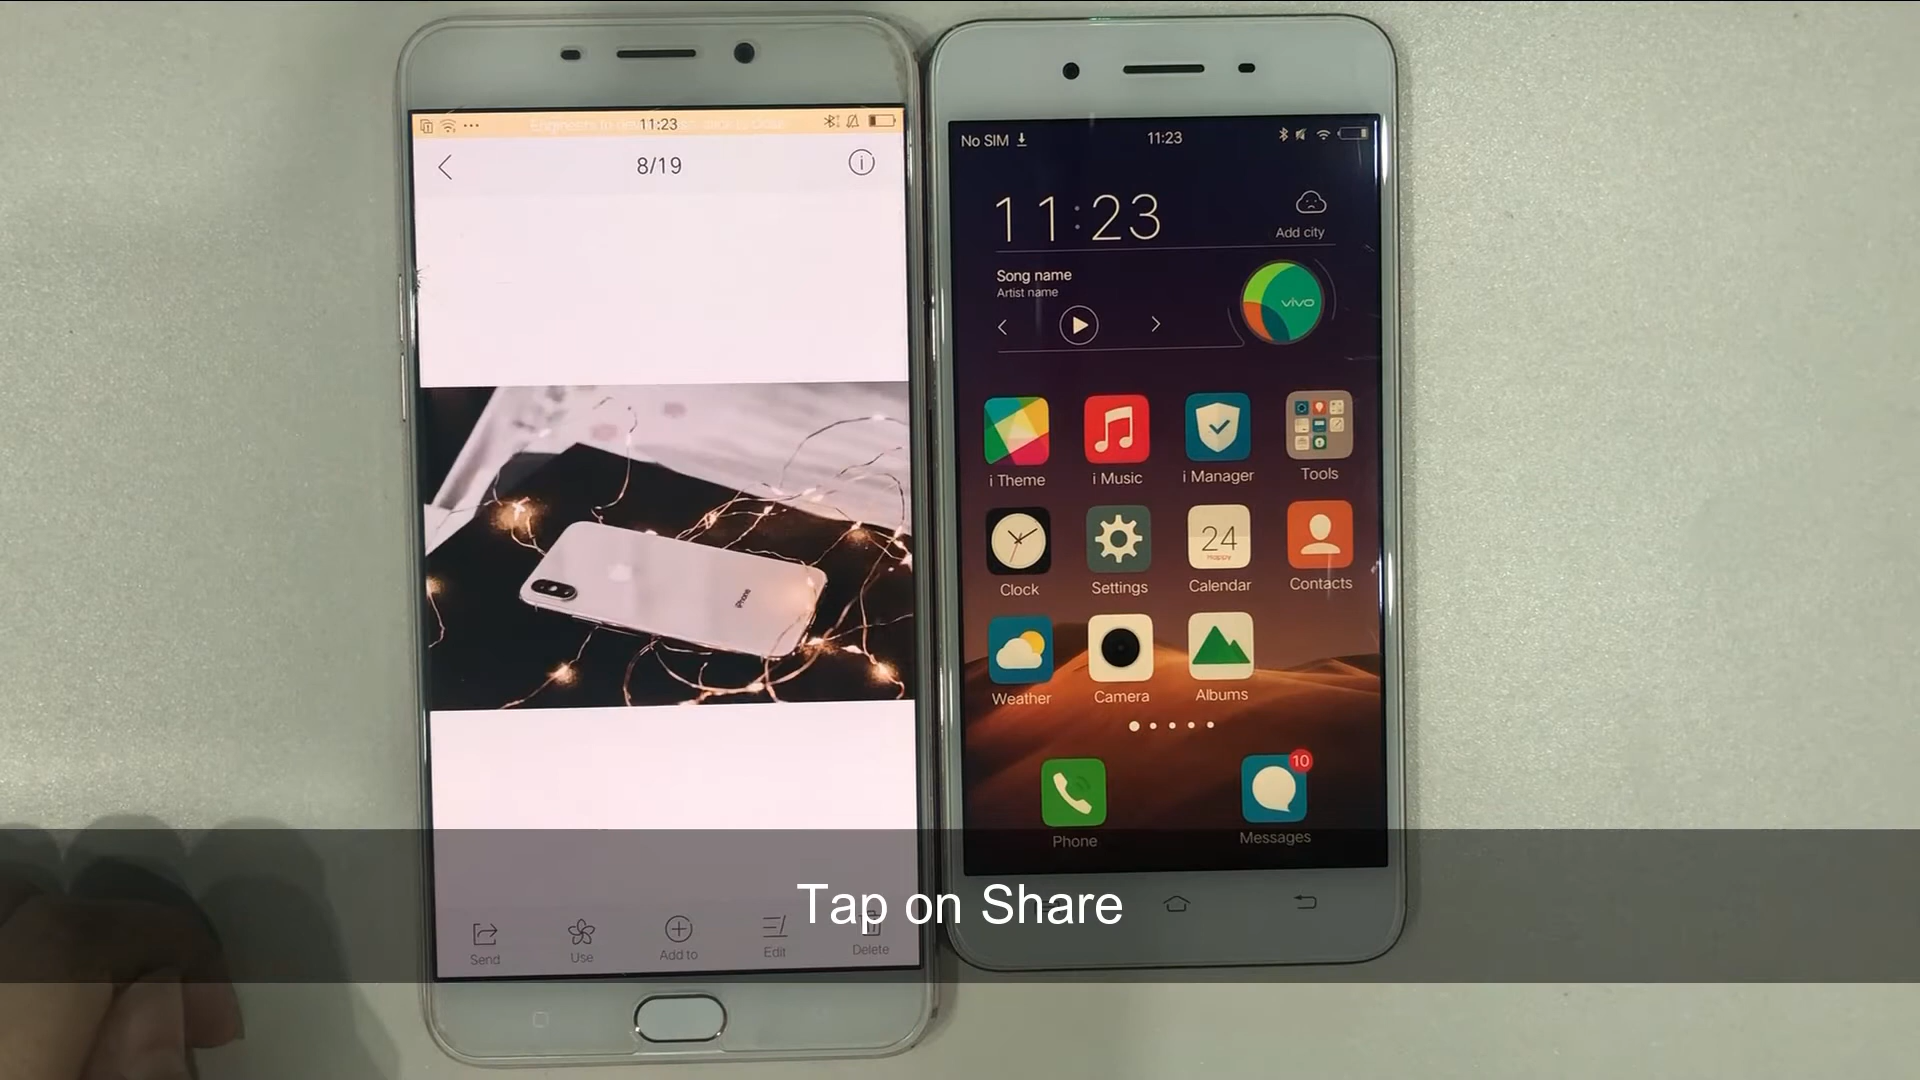 11:23
8/19
iPhone
Send
Use
Add to
Edit
Delete
No SIM
11:23
11:23
Add city
Song name
Artist name
vivo
i Theme
i Music
i Manager
Tools
Clock
Settings
24
Happy
Calendar
Contacts
Weather
Camera
Albums
10
Phone
Messages
Tap on Share